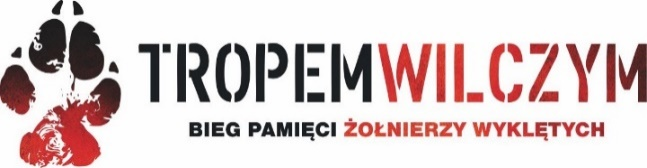 TROPEMWILCZYM
BIEG PAMIĘCI ŻOŁNIERZY WYKLĘTYCH